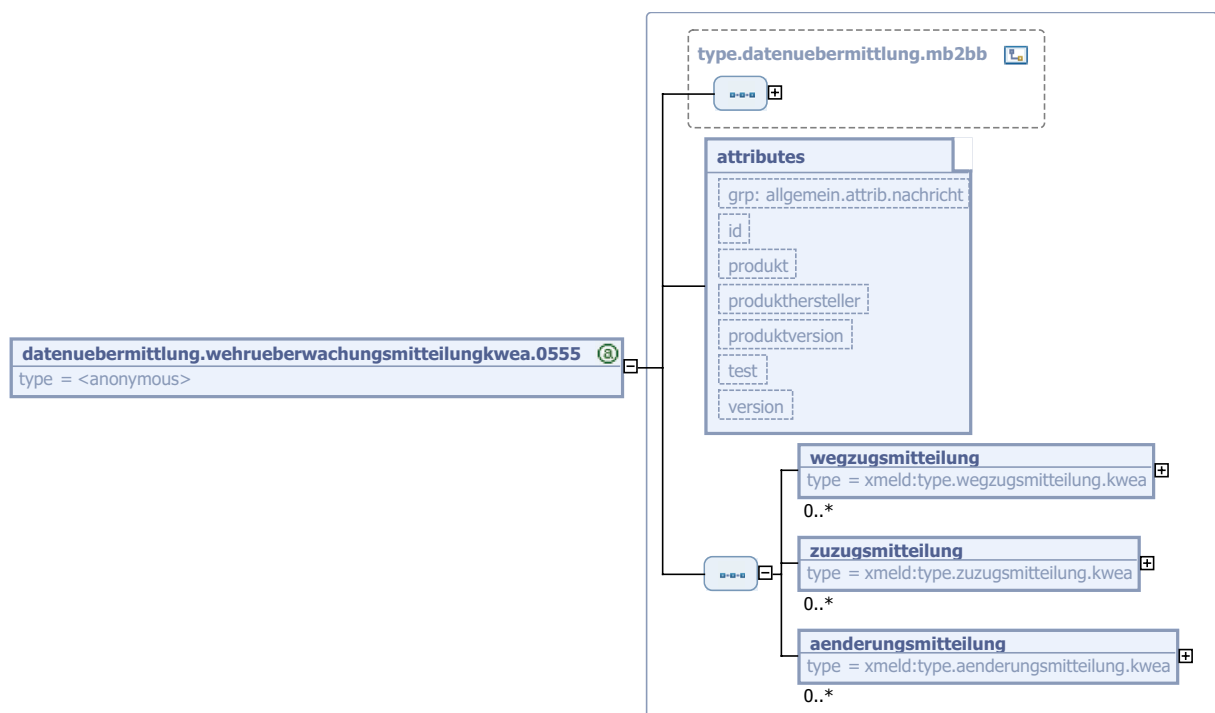 type.datenuebermittlung.mb2bb
attributes
grp: allgemein.attrib.nachricht
id
produkt
produkthersteller
produktversion
test
version
datenuebermittlung.wehrueberwachungsmitteilungkwea.0555 a
type = <anonymous>
wegzugsmitteilung
type = xmeld:type.wegzugsmitteilung.kwea
0..*
zuzugsmitteilung
type = xmeld:type.zuzugsmitteilung.kwea
0..*
aenderungsmitteilung
type = xmeld:type.aenderungsmitteilung.kwea
0..*